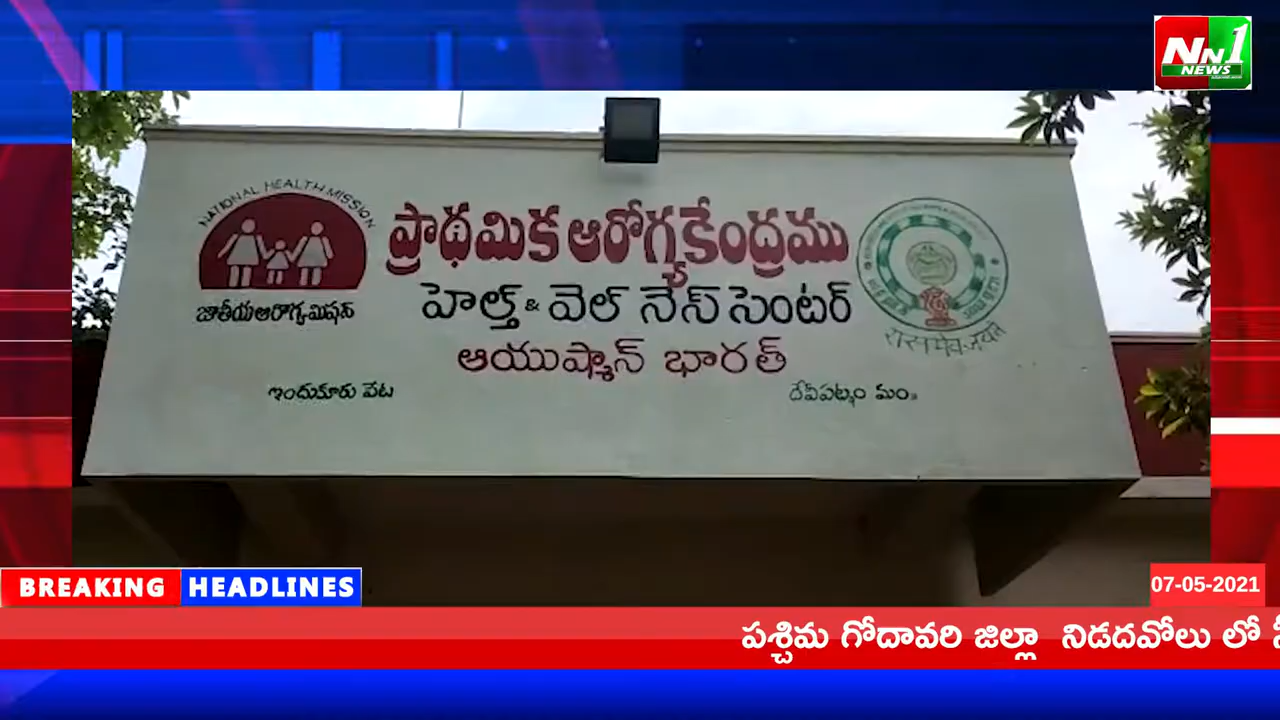 NN1
NEWS
NATIONAL HEALTH MISSION
ప్రాథమిక ఆరోగ్యకేంద్రము
హెల్త్ & వెల్ నేస్ సెంటర్
జాతీయ ఆరోగ్య మిషన్
ఆయుష్మాన్ భారత్
ఇందుకూరు పేట
దేవీపట్నం మం॥
BREAKING HEADLINES
07-05-2021
పశ్చిమ గోదావరి జిల్లా నిడదవోలు లో